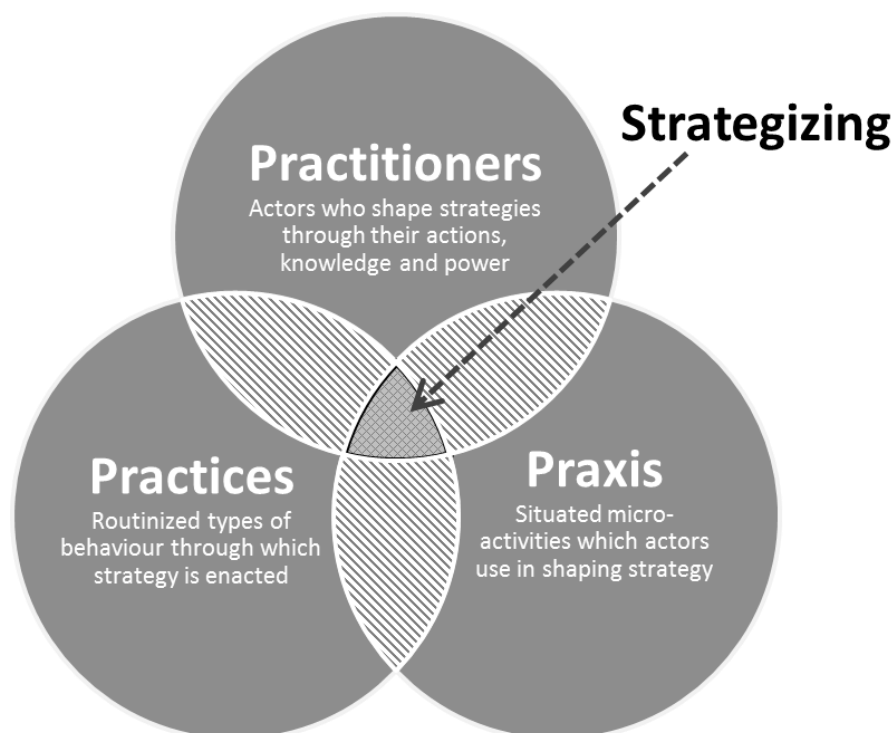 Strategizing
Practitioners
Actors who shape strategies
through their actions,
knowledge and power
Practices
Routinized types of
behaviour through which
strategy is enacted
Praxis
Situated micro-
activities which actors
use in shaping strategy